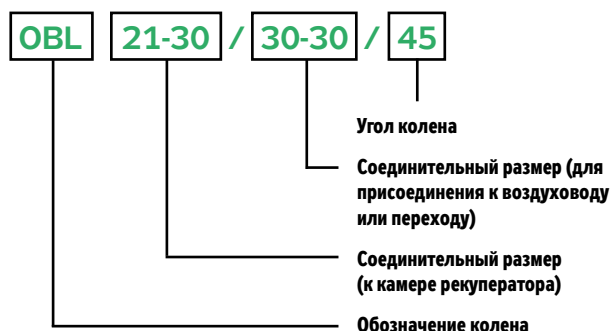 OBL 21-30 / 30-30 / 45
Угол колена
Соединительный размер (для
присоединения к воздуховоду
или переходу)
Соединительный размер
(к камере рекуператора)
Обозначение колена